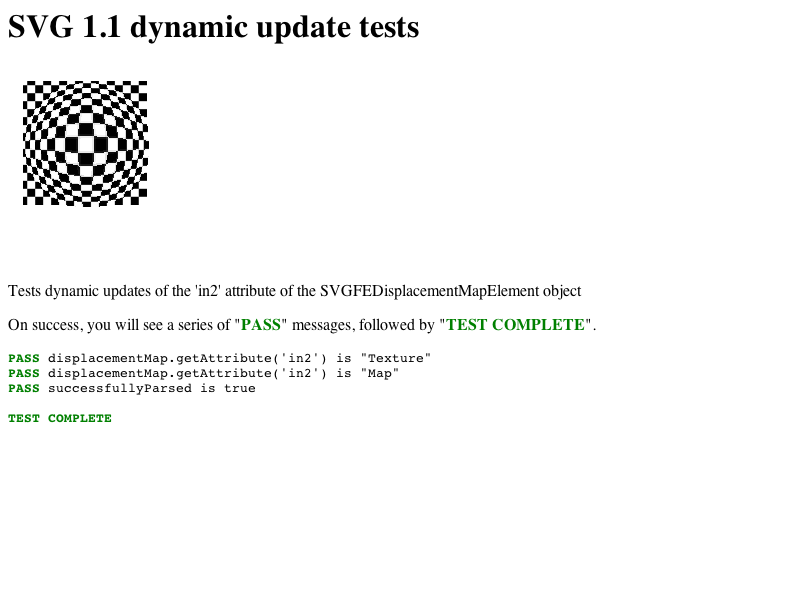 SVG 1.1 dynamic update tests
Tests dynamic updates of the 'in2' attribute of the SVGFEDisplacementMapElement object
On success, you will see a series of "PASS" messages, followed by "TEST COMPLETE".
PASS displacementMap.getAttribute('in2') is "Texture"
PASS displacementMap.getAttribute('in2') is "Map"
PASS successfullyParsed is true
TEST COMPLETE